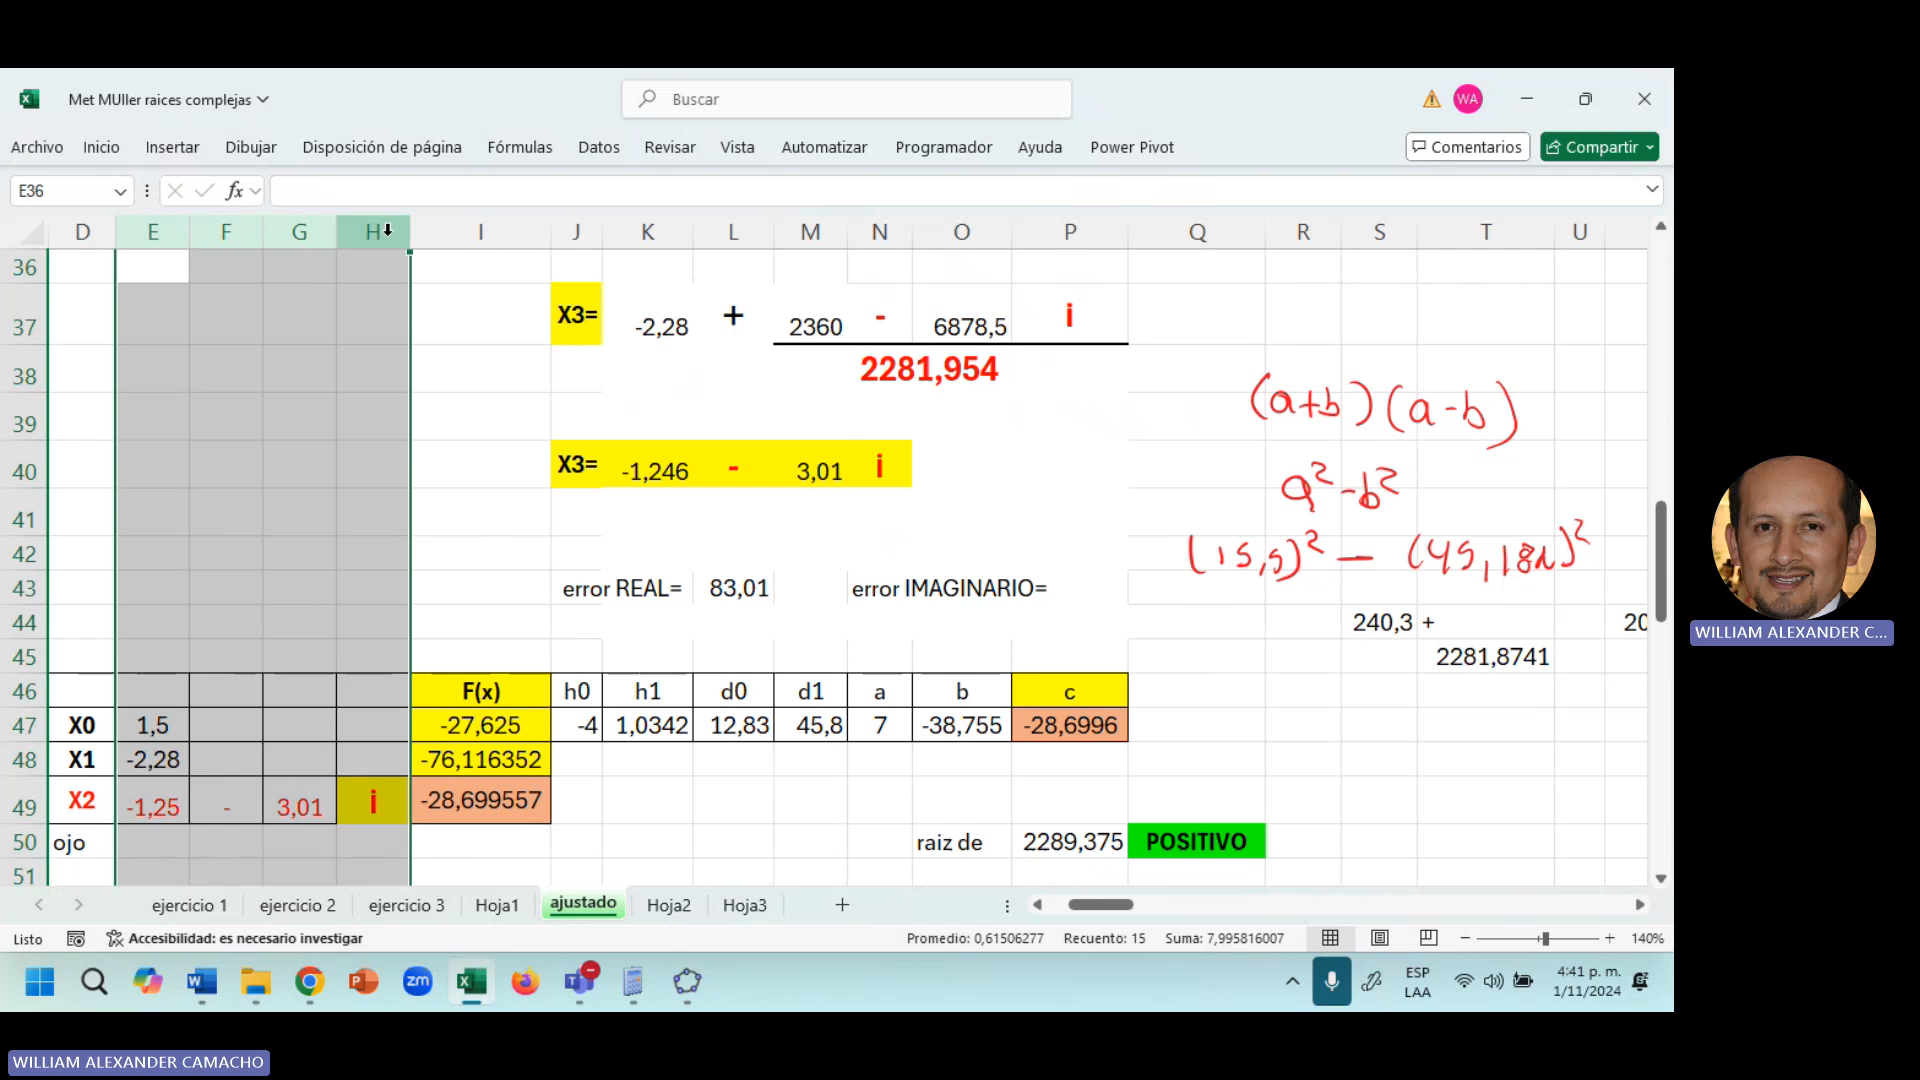 Met MUller raices complejas
Buscar
WA
Archivo Inicio Insertar Dibujar Disposición de página Fórmulas Datos Revisar Vista Automatizar Programador Ayuda Power Pivot
Comentarios Compartir
E36 fx
D E F G H I J K L M N O P Q R S T U
36
37 X3= -2,28 + 2360 - 6878,5 i
38 2281,954
(a+b)(a-b)
39
40 X3= -1,246 - 3,01 i
a² - b²
41
42
(15,5)² - (45,18i)²
43 error REAL= 83,01 error IMAGINARIO=
44 240,3 + 20
45 2281,8741
46 F(x) h0 h1 d0 d1 a b c
47 X0 1,5 -27,625 -4 1,0342 12,83 45,8 7 -38,755 -28,6996
48 X1 -2,28 -76,116352
49 X2 -1,25 - 3,01 i -28,699557
50 ojo raiz de 2289,375 POSITIVO
51
ejercicio 1 ejercicio 2 ejercicio 3 Hoja1 ajustado Hoja2 Hoja3 +
Listo Accesibilidad: es necesario investigar Promedio: 0,61506277 Recuento: 15 Suma: 7,995816007 140%
zm
ESP
LAA
4:41 p. m.
1/11/2024
WILLIAM ALEXANDER C...
WILLIAM ALEXANDER CAMACHO